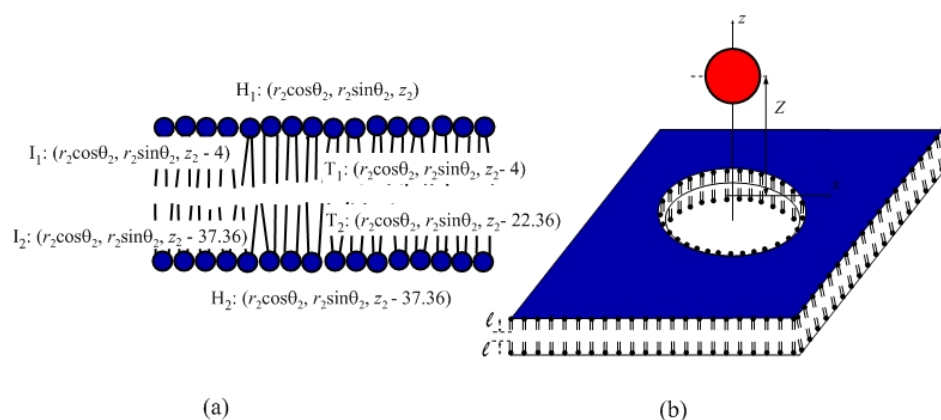 z
H₁: (r₂cosθ₂, r₂sinθ₂, z₂)
Z
I₁: (r₂cosθ₂, r₂sinθ₂, z₂ - 4)
T₁: (r₂cosθ₂, r₂sinθ₂, z₂- 4)
T₂: (r₂cosθ₂, r₂sinθ₂, z₂- 22.36)
I₂: (r₂cosθ₂, r₂sinθ₂, z₂ - 37.36)
H₂: (r₂cosθ₂, r₂sinθ₂, z₂ - 37.36)
ℓ
ℓ
(a)
(b)